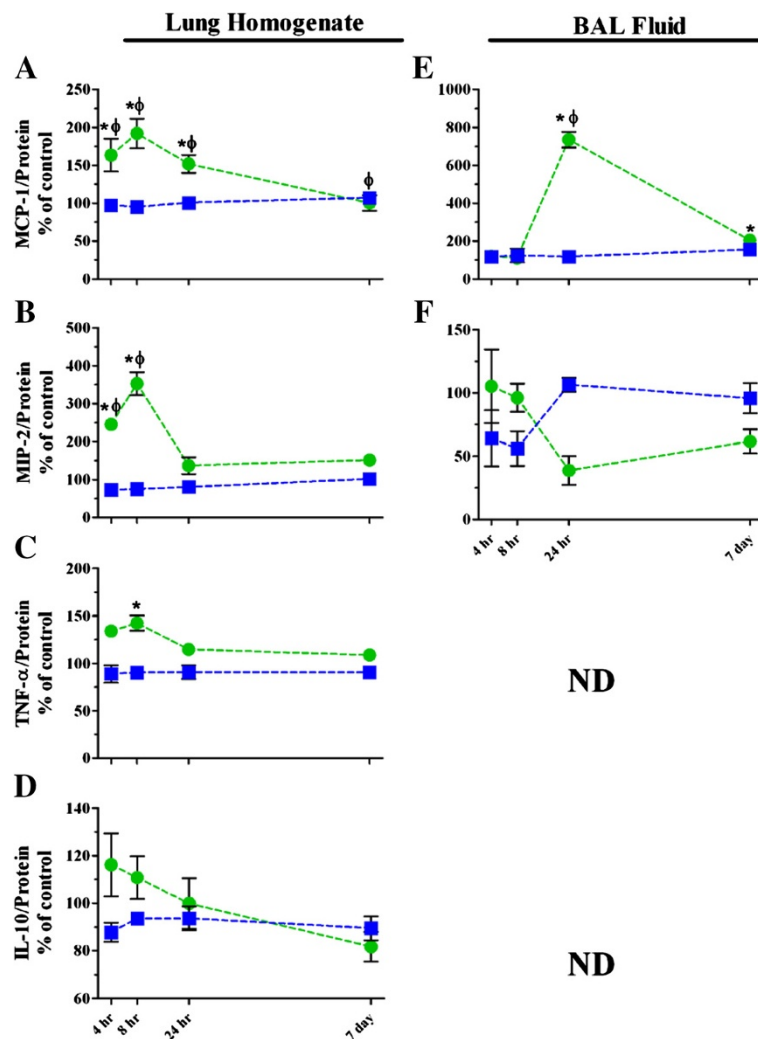 Lung Homogenate
BAL Fluid
A
MCP-1/Protein
% of control
250
200
150
100
50
0
*ϕ
*ϕ
*ϕ
ϕ
E
1000
800
600
400
200
0
*ϕ
*
B
MIP-2/Protein
% of control
500
400
300
200
100
0
*ϕ
*ϕ
F
150
100
50
0
4 hr
8 hr
24 hr
7 day
C
TNF-α/Protein
% of control
200
150
100
50
0
*
ND
D
IL-10/Protein
% of control
140
120
100
80
60
4 hr
8 hr
24 hr
7 day
ND